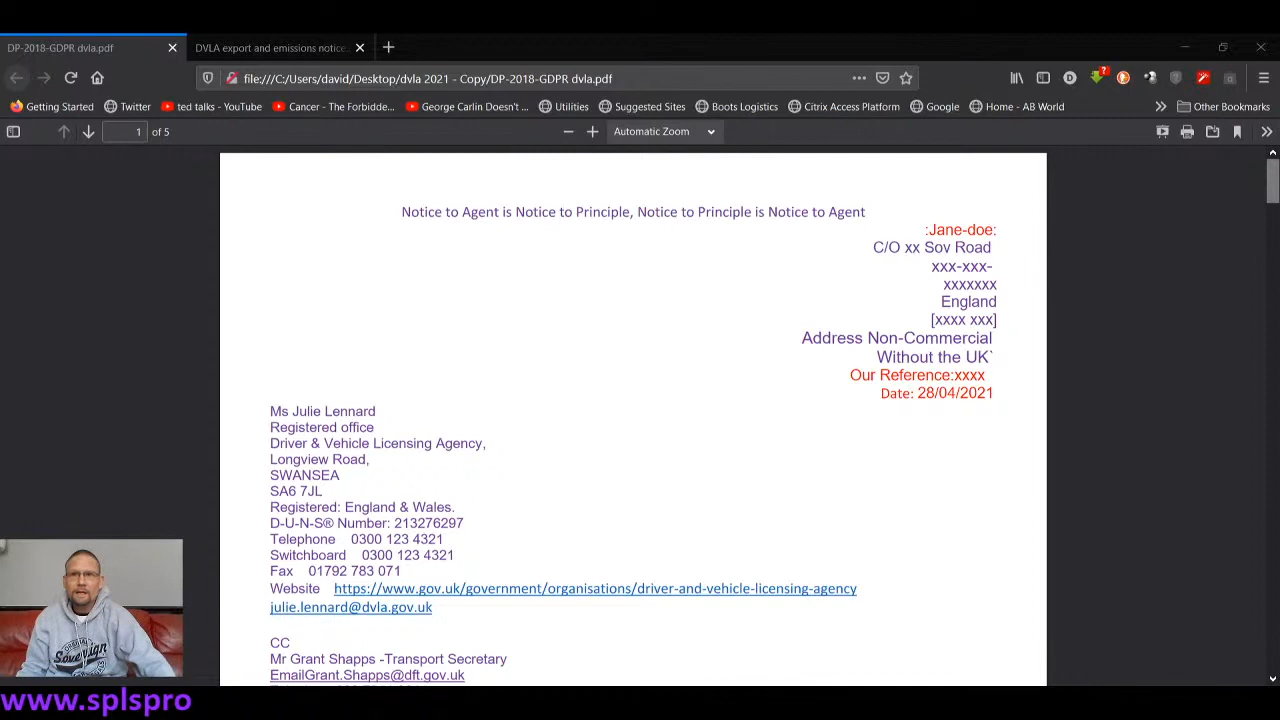 DP-2018-GDPR dvla.pdf
DVLA export and emissions notice
file:///C:/Users/david/Desktop/dvla 2021 - Copy/DP-2018-GDPR dvla.pdf
Getting Started Twitter ted talks - YouTube Cancer - The Forbidde... George Carlin Doesn't ... Utilities Suggested Sites Boots Logistics Citrix Access Platform Google Home - AB World Other Bookmarks
1 of 5 Automatic Zoom
Notice to Agent is Notice to Principle, Notice to Principle is Notice to Agent
:Jane-doe:
C/O xx Sov Road
xxx-xxx-
xxxxxxx
England
[xxxx xxx]
Address Non-Commercial
Without the UK`
Our Reference:xxxx
Date: 28/04/2021
Ms Julie Lennard
Registered office
Driver & Vehicle Licensing Agency,
Longview Road,
SWANSEA
SA6 7JL
Registered: England & Wales.
D-U-N-S® Number: 213276297
Telephone 0300 123 4321
Switchboard 0300 123 4321
Fax 01792 783 071
Website https://www.gov.uk/government/organisations/driver-and-vehicle-licensing-agency
julie.lennard@dvla.gov.uk
CC
Mr Grant Shapps -Transport Secretary
EmailGrant.Shapps@dft.gov.uk
Sovereign
www.splspro